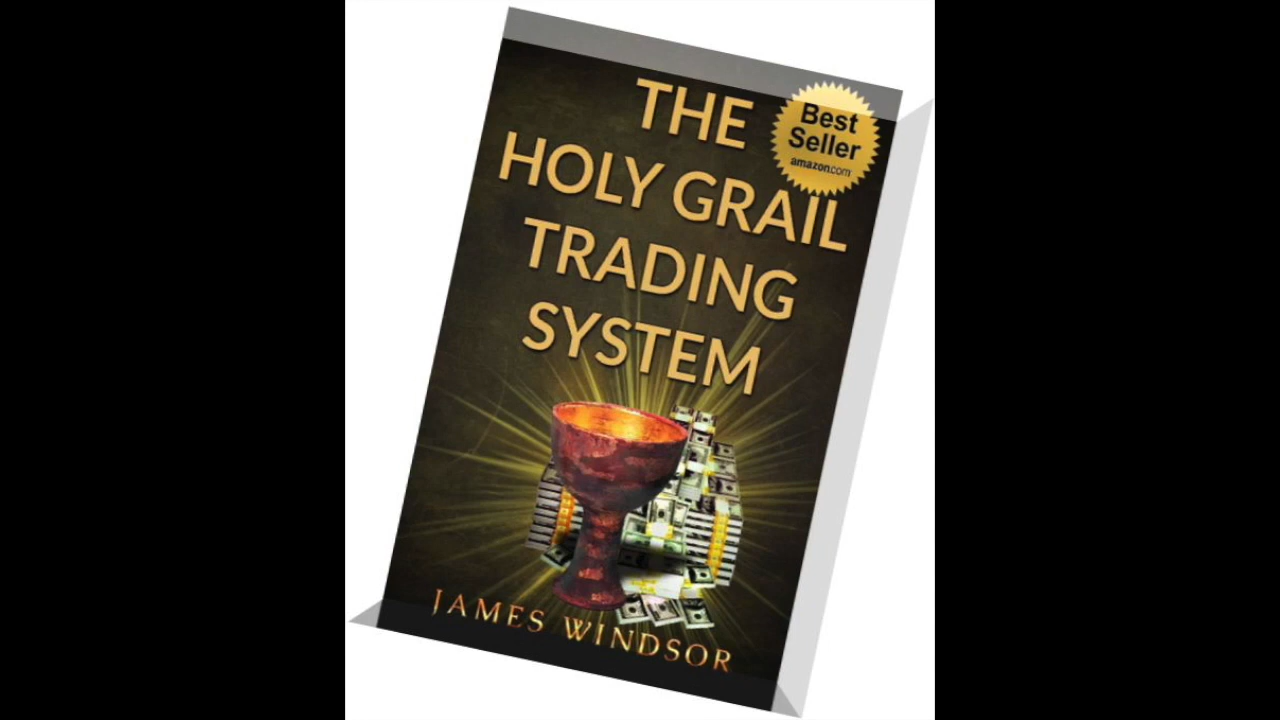 THE
HOLY GRAIL
TRADING
SYSTEM
Best
Seller
amazon.com
JAMES WINDSOR